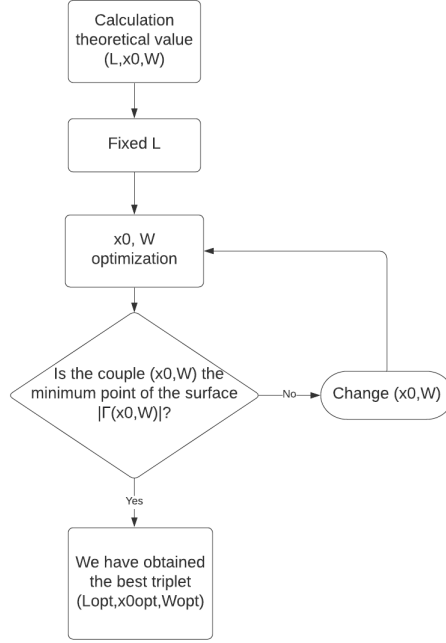 Calculation
theoretical value
(L,x0,W)
Fixed L
x0, W
optimization
Is the couple (x0,W) the
minimum point of the surface
|Γ(x0,W)|?
No
Change (x0,W)
Yes
We have obtained
the best triplet
(Lopt,x0opt,Wopt)